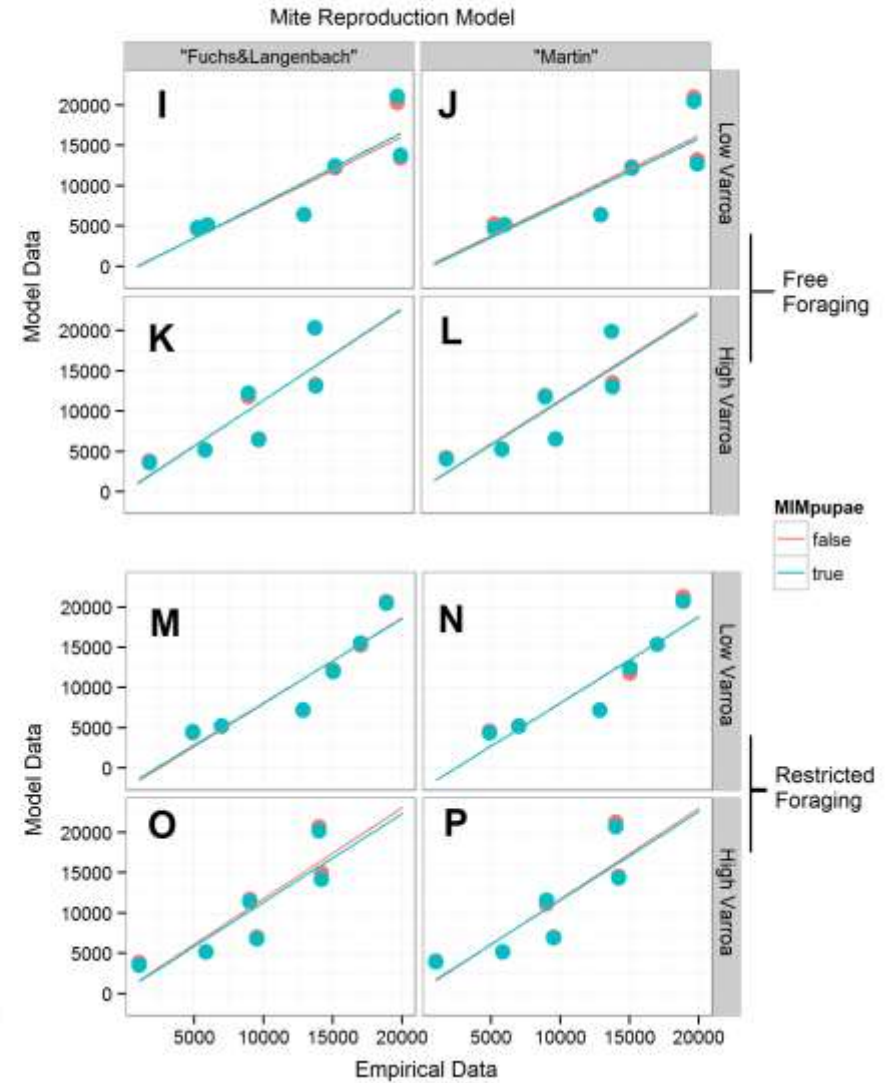 Mite Reproduction Model
"Fuchs&Langenbach"
"Martin"
I
J
20000
15000
10000
5000
0
Low Varroa
K
L
20000
15000
10000
5000
0
High Varroa
Model Data
Free
Foraging
MIMpupae
false
true
M
N
20000
15000
10000
5000
0
Low Varroa
O
P
20000
15000
10000
5000
0
High Varroa
Model Data
Restricted
Foraging
5000 10000 15000 20000
5000 10000 15000 20000
Empirical Data